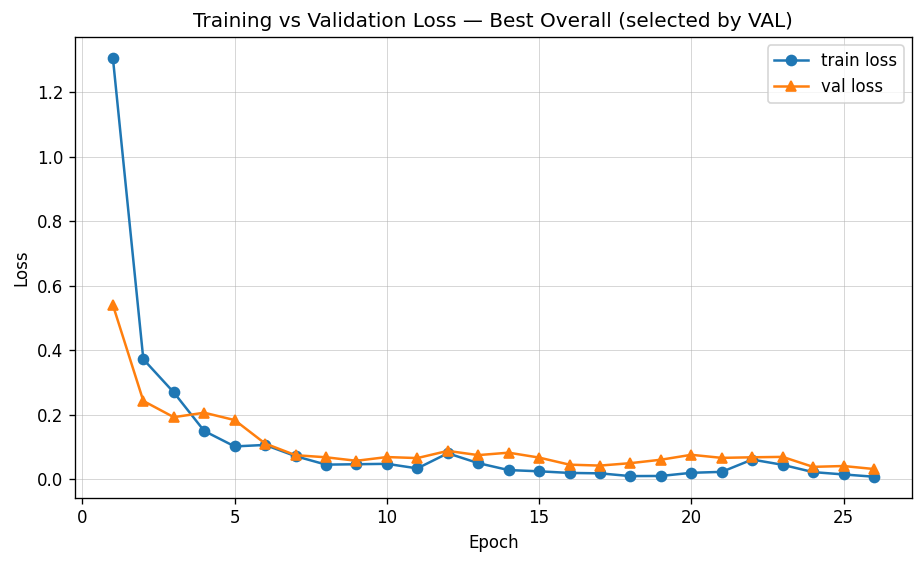 Training vs Validation Loss — Best Overall (selected by VAL)
train loss
val loss
Loss
1.2
1.0
0.8
0.6
0.4
0.2
0.0
0 5 10 15 20 25
Epoch